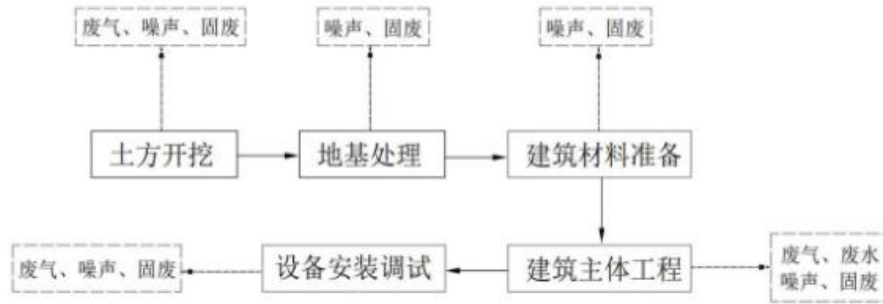 废气、噪声、固废
噪声、固废
噪声、固废
土方开挖
地基处理
建筑材料准备
废气、噪声、固废
设备安装调试
建筑主体工程
废气、废水
噪声、固废